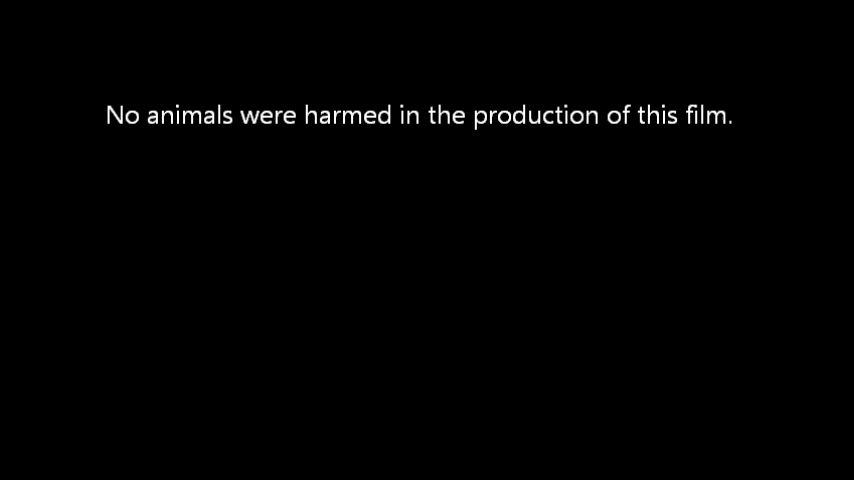 No animals were harmed in the production of this film.